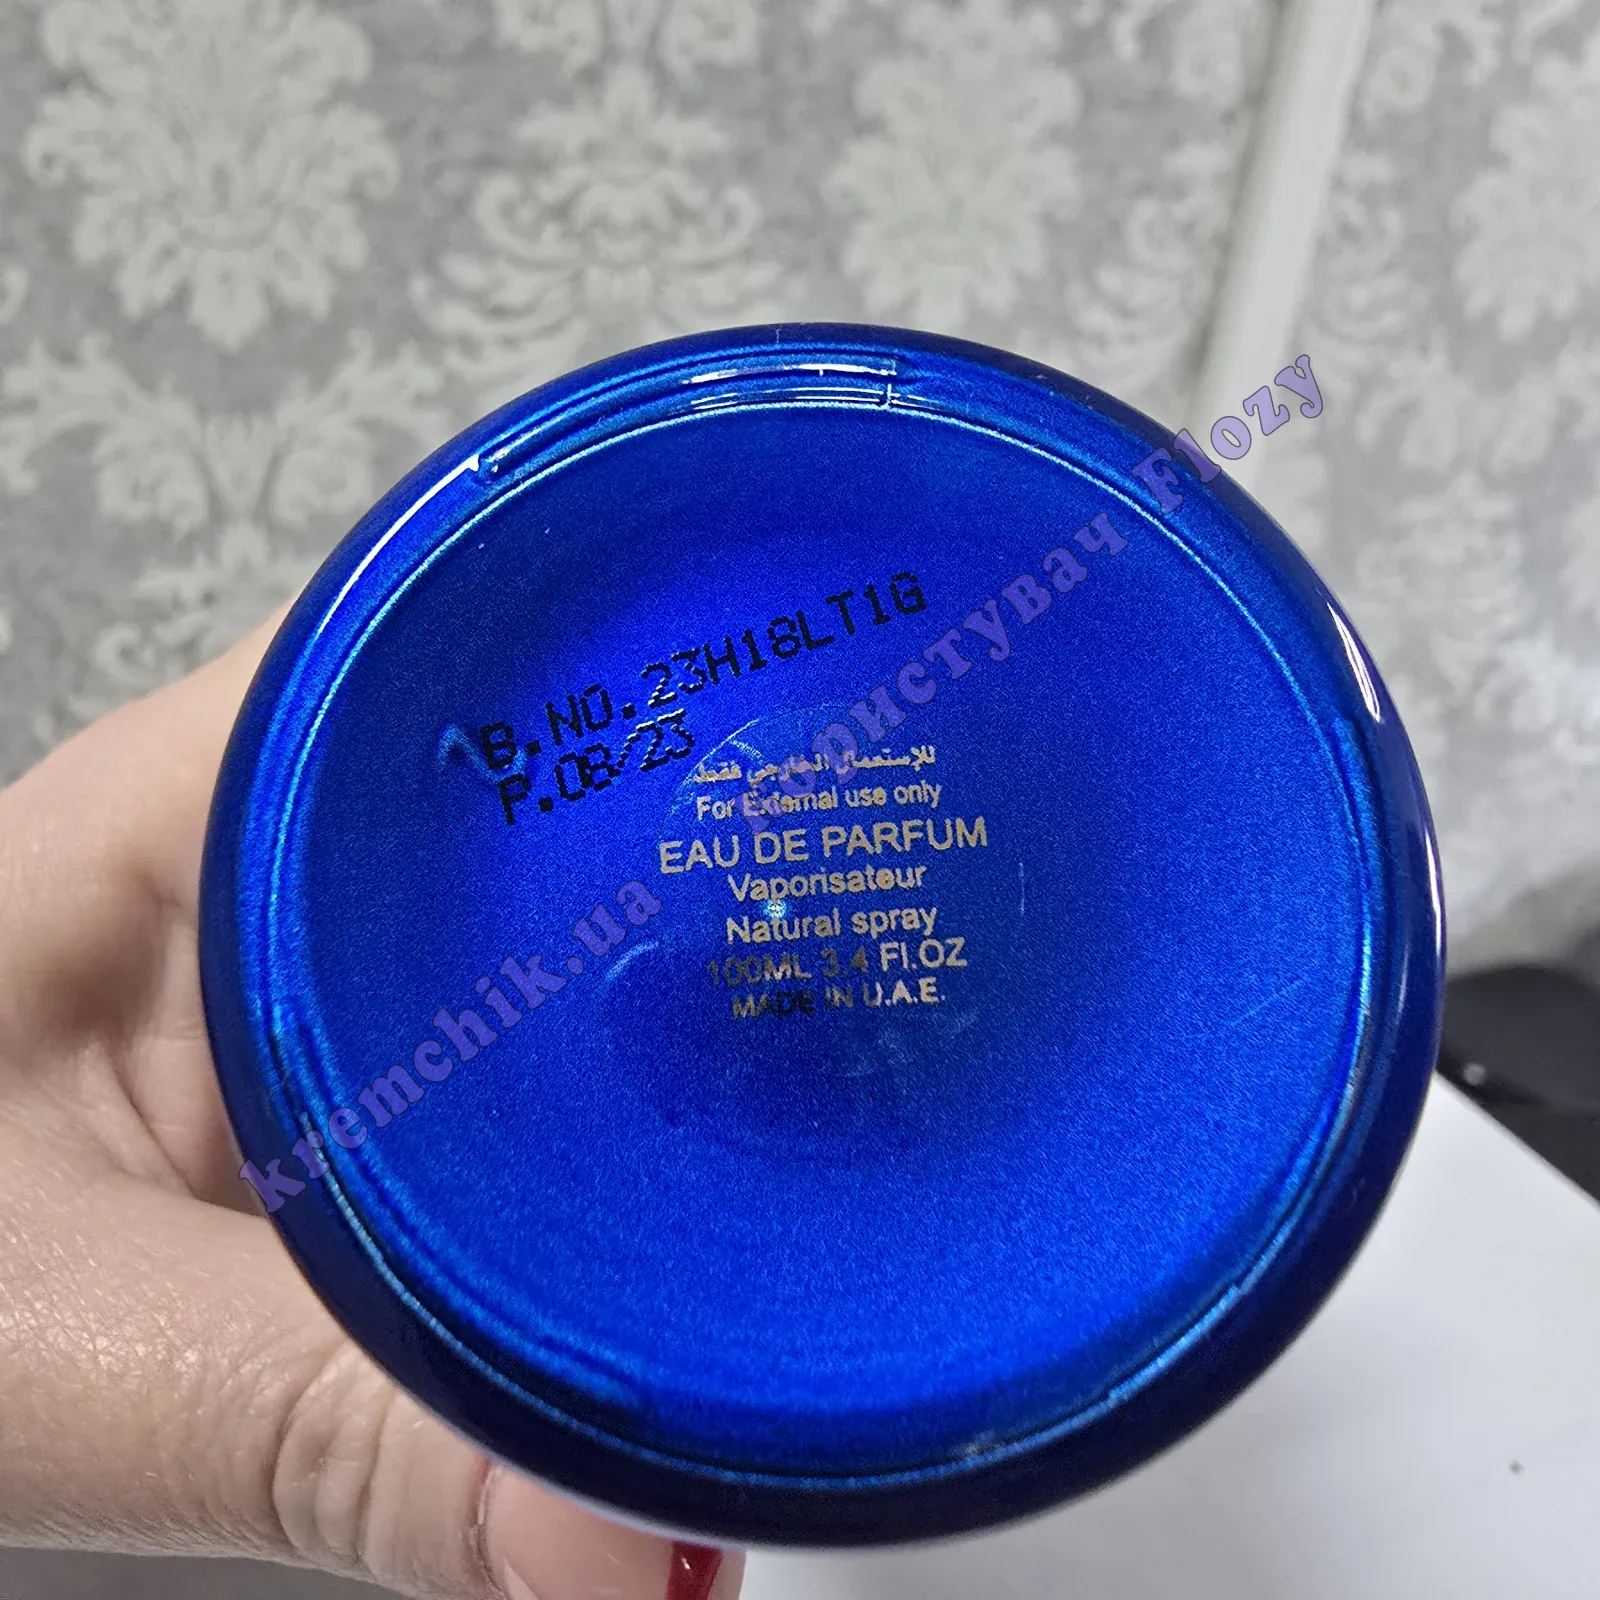 B.NO.23H18LT1G
P.08/23
للإستعمال الخارجي فقط
For External use only
EAU DE PARFUM
Vaporisateur
Natural spray
100ML 3.4 Fl.OZ
MADE IN U.A.E.
kremchik.ua Користувач Flozy